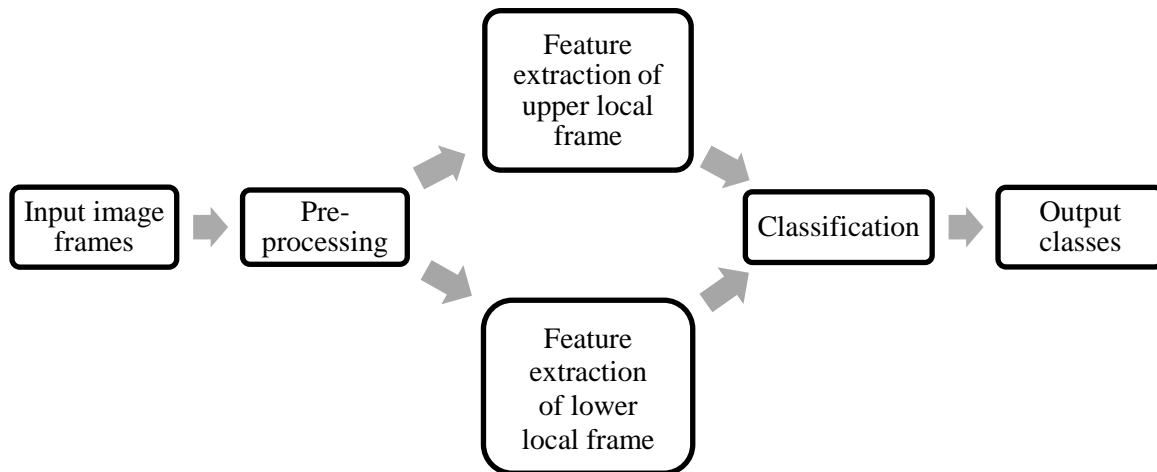 Input image
frames
Pre-
processing
Feature
extraction of
upper local
frame
Feature
extraction
of lower
local frame
Classification
Output
classes